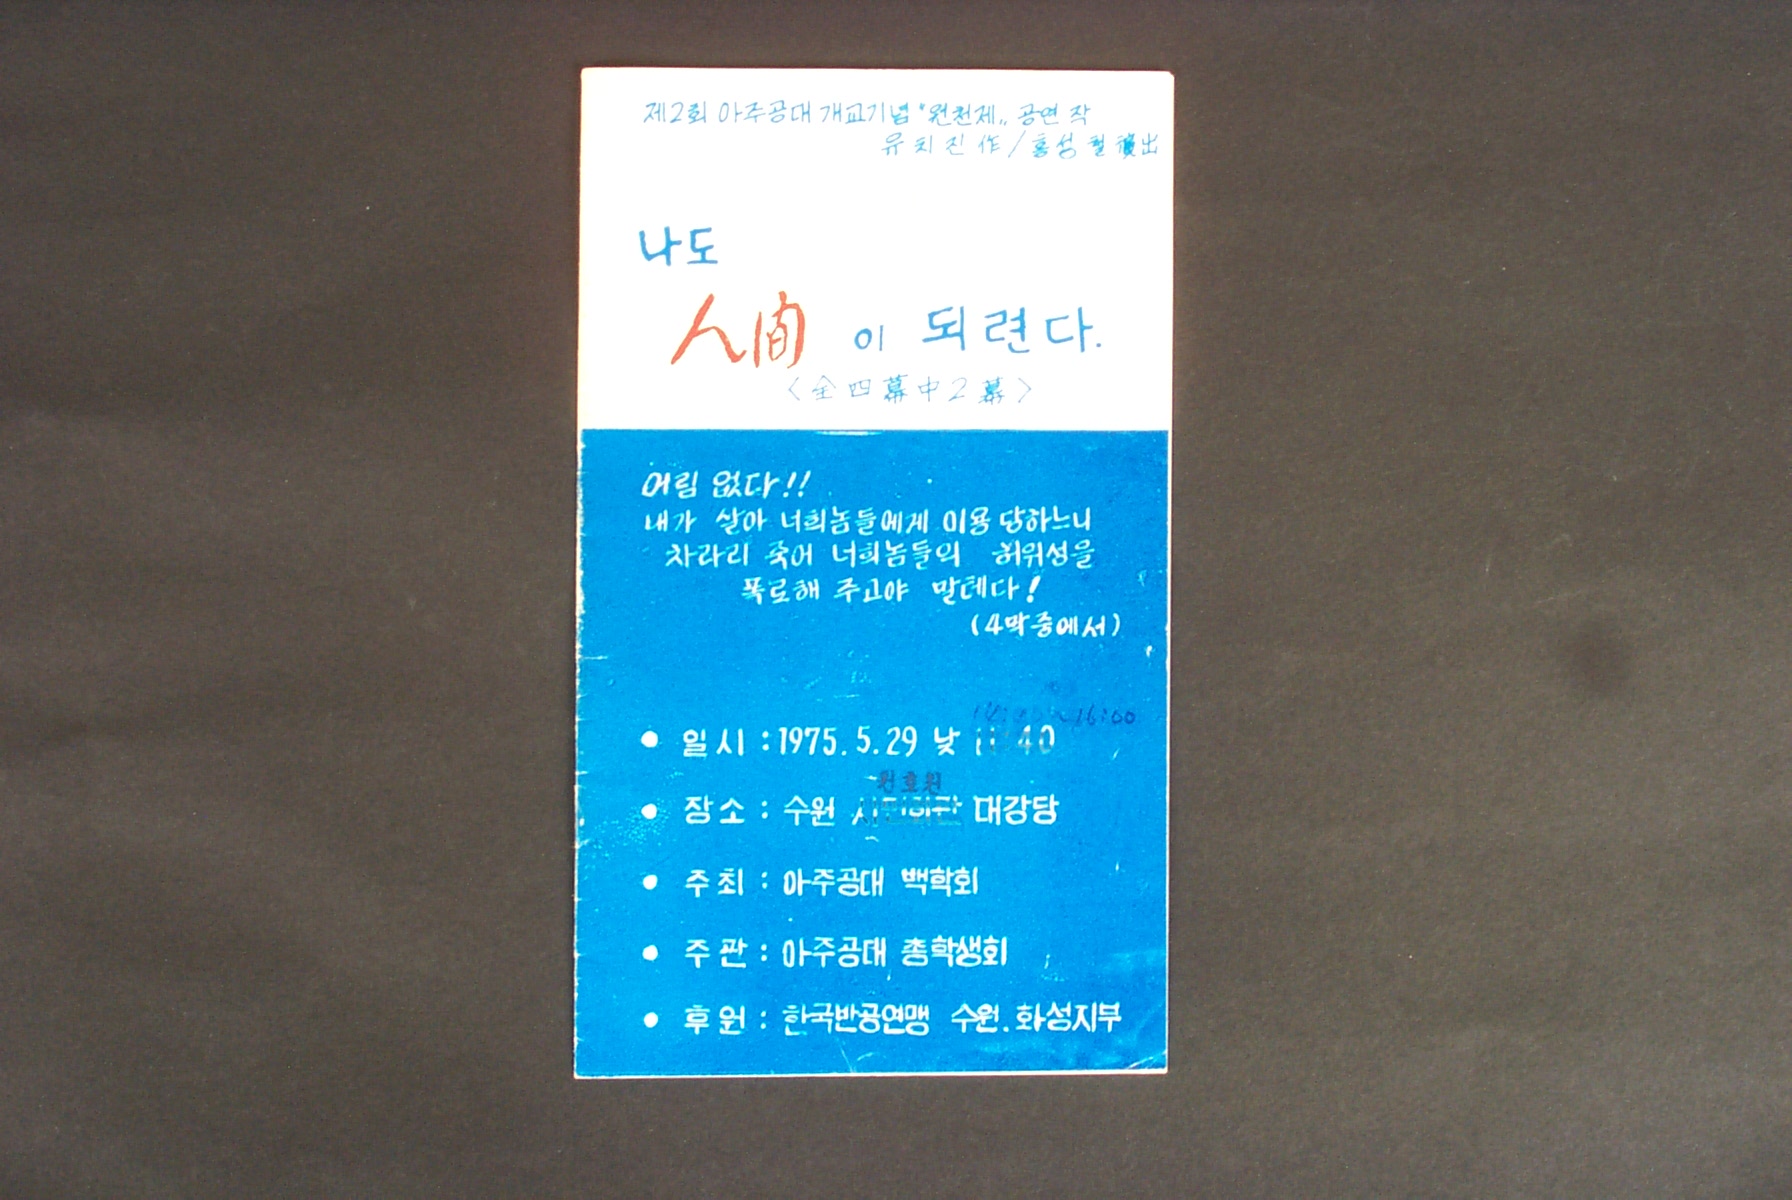 제2회 아주공대 개교기념 "원천제" 공연 작
유치진 作/홍성철 演出
나도
人間이 되련다.
<全四幕中2幕>
어림 없다!!
내가 살아 너희놈들에게 이용 당하느니
차라리 죽어 너희놈들의 허위성을
폭로해 주고야 말테다!
(4막중에서)
16:00
• 일시 : 1975. 5. 29 낮 40
원호원
• 장소 : 수원 대강당
• 주최 : 아주공대 백학회
• 주관 : 아주공대 총학생회
• 후원 : 한국반공연맹 수원.화성지부